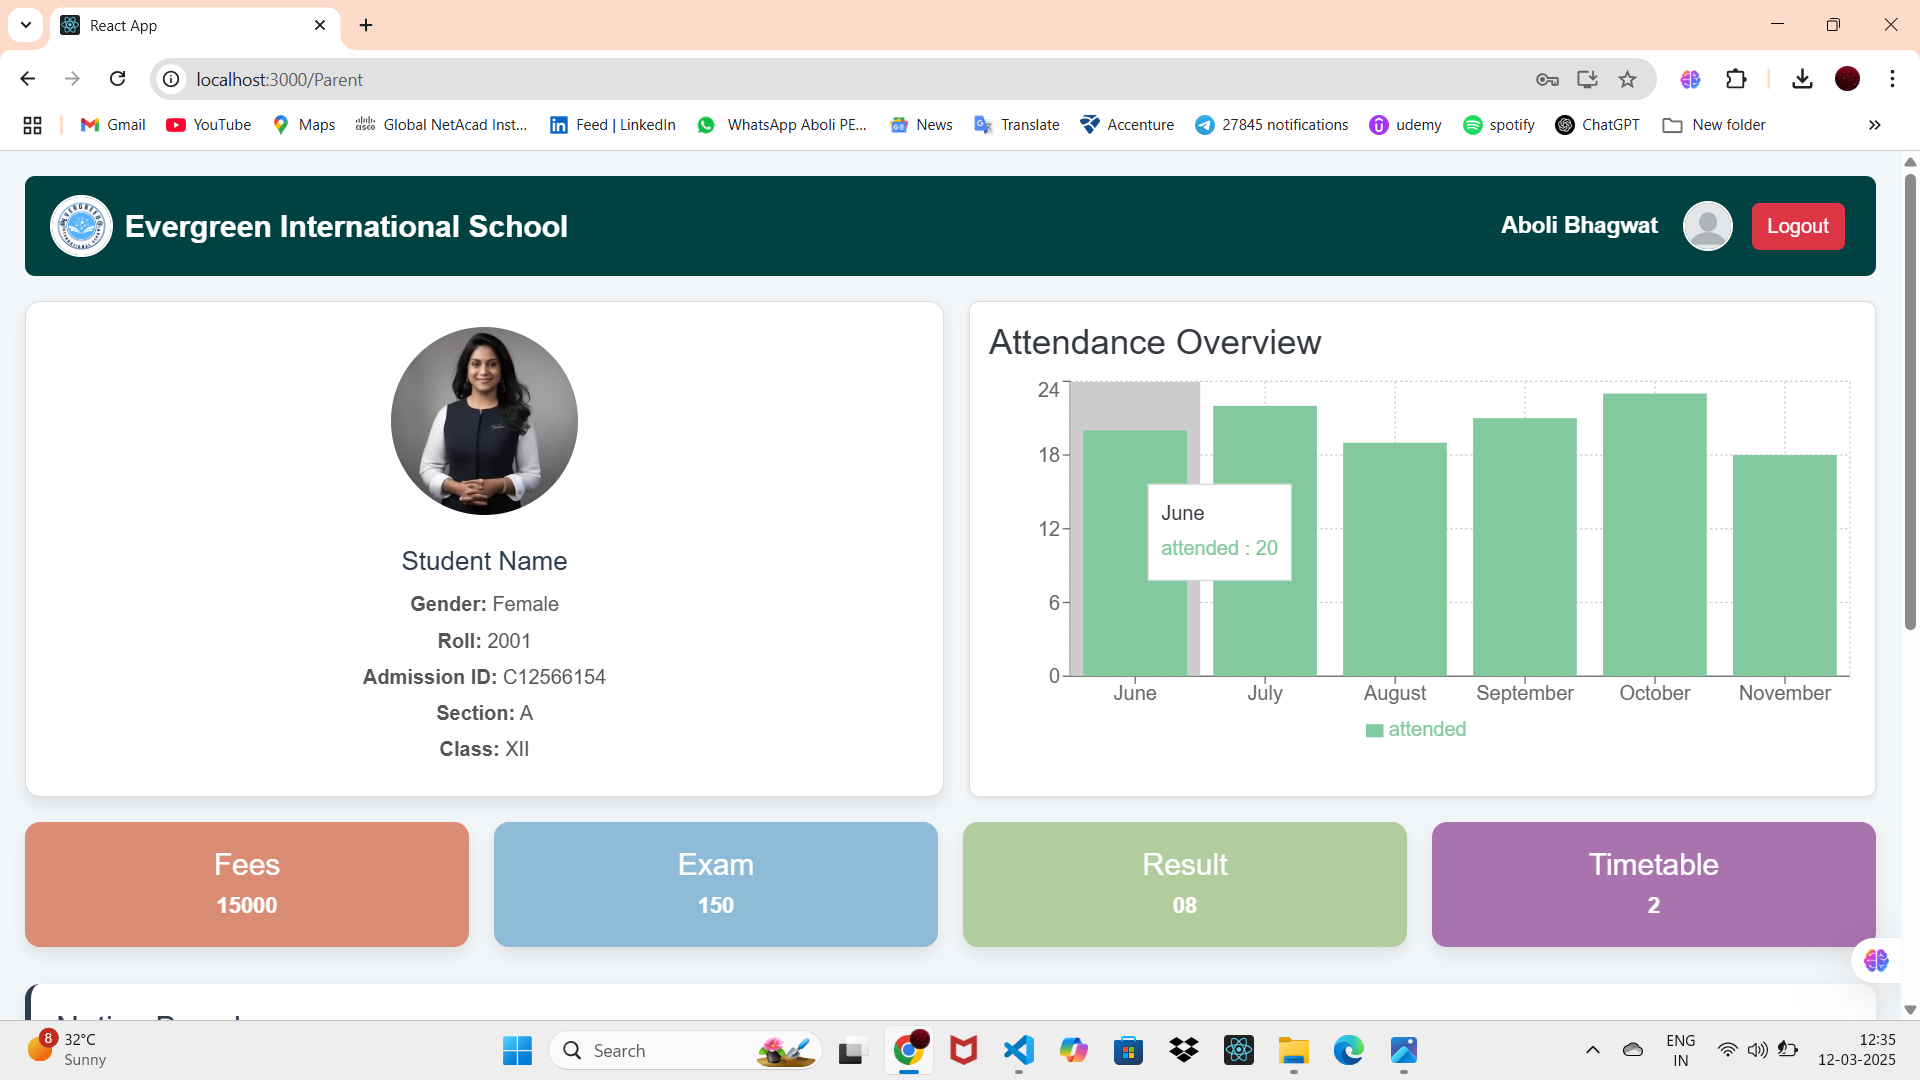 React App
localhost:3000/Parent
Gmail
YouTube
Maps
Global NetAcad Inst...
Feed | LinkedIn
WhatsApp Aboli PE...
News
Translate
Accenture
27845 notifications
udemy
spotify
ChatGPT
New folder
Evergreen International School
Aboli Bhagwat
Logout
Student Name
Gender: Female
Roll: 2001
Admission ID: C12566154
Section: A
Class: XII
Attendance Overview
24
18
12
6
0
June
attended : 20
June
July
August
September
October
November
attended
Fees
15000
Exam
150
Result
08
Timetable
2
8
32°C
Sunny
Search
ENG
IN
12:35
12-03-2025